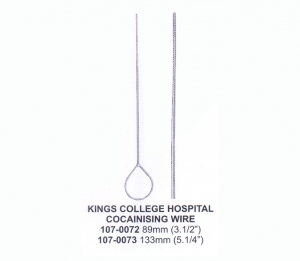 KINGS COLLEGE HOSPITAL
COCAINISING WIRE
107-0072 89mm (3.1/2")
107-0073 133mm (5.1/4")